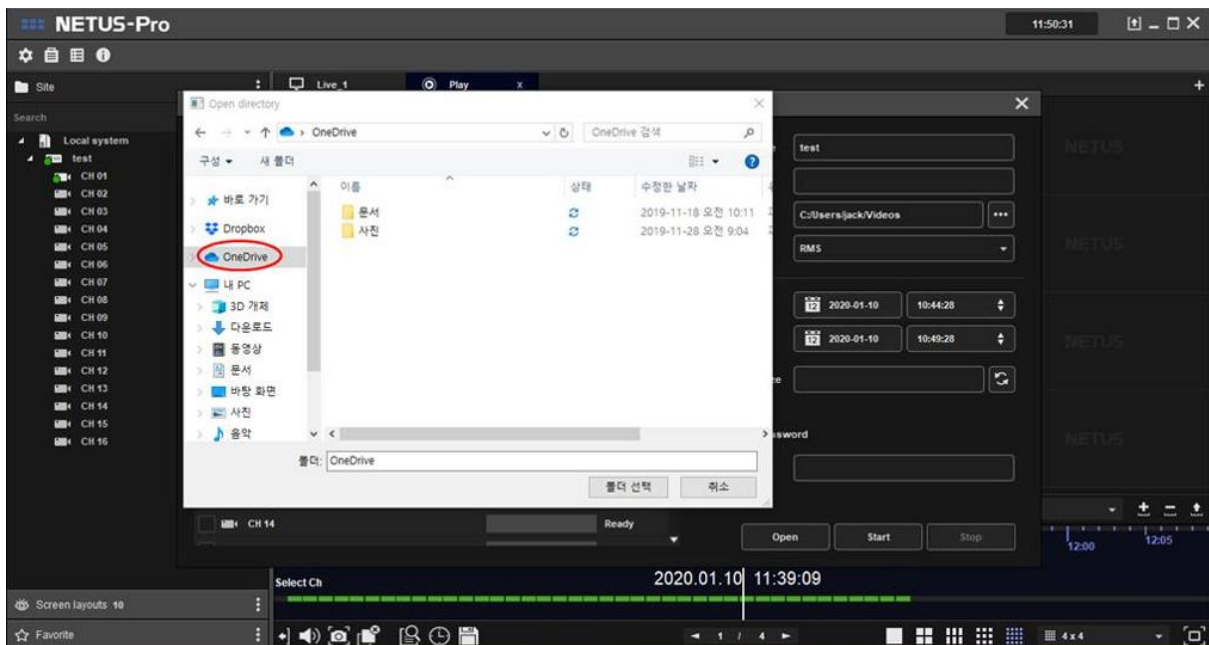 NETUS-Pro
11:50:31
Site
Live_1
Play
x
Search
Local system
test
CH 01
CH 02
CH 03
CH 04
CH 05
CH 06
CH 07
CH 08
CH 09
CH 10
CH 11
CH 12
CH 13
CH 14
CH 15
CH 16
Open directory
OneDrive
OneDrive 검색
구성
새 폴더
바로 가기
Dropbox
OneDrive
내 PC
3D 개체
다운로드
동영상
문서
바탕 화면
사진
음악
이름
상태
수정한 날짜
문서
2019-11-18 오전 10:11
사진
2019-11-28 오전 9:04
폴더:
OneDrive
폴더 선택
취소
test
C:/Users/jack/Videos
RMS
12
2020-01-10
10:44:28
12
2020-01-10
10:49:28
CH 14
Ready
Open
Start
Stop
NETUS
NETUS
NETUS
NETUS
12:00
12:05
Select Ch
2020.01.10 11:39:09
Screen layouts 10
Favorite
1 / 4
4 x 4